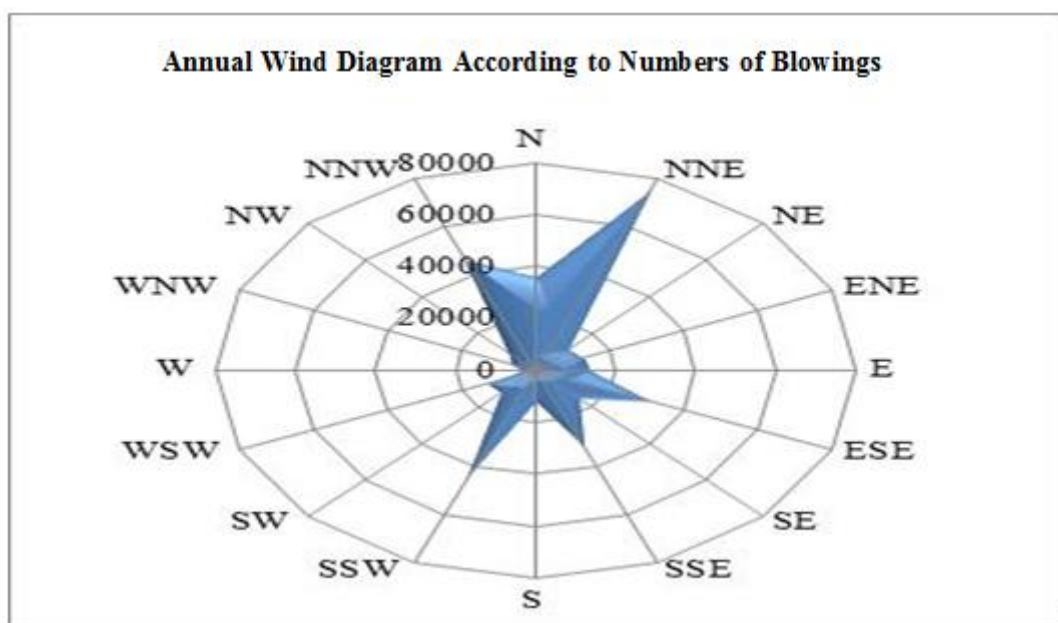 Annual Wind Diagram According to Numbers of Blowings
N
NNE
NE
ENE
E
ESE
SE
SSE
S
SSW
SW
WSW
W
WNW
NW
NNW
80000
60000
40000
20000
0